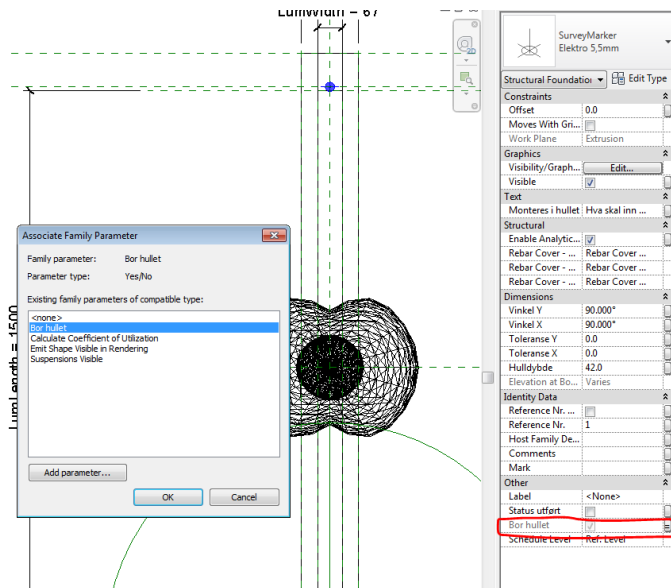 LumWidth = 67
LumLength = 1500
2D
Associate Family Parameter
Family parameter: Bor hullet
Parameter type: Yes/No
Existing family parameters of compatible type:
<none>
Bor hullet
Calculate Coefficient of Utilization
Emit Shape Visible in Rendering
Suspensions Visible
Add parameter...
OK Cancel
SurveyMarker
Elektro 5,5mm
Structural Foundation Edit Type
Constraints
Offset 0.0
Moves With Gri...
Work Plane Extrusion
Graphics
Visibility/Graph... Edit...
Visible
Text
Monteres i hullet Hva skal inn ...
Structural
Enable Analytic...
Rebar Cover - ... Rebar Cover ...
Rebar Cover - ... Rebar Cover ...
Rebar Cover - ... Rebar Cover ...
Dimensions
Vinkel Y 90.000°
Vinkel X 90.000°
Toleranse Y 0.0
Toleranse X 0.0
Hulldybde 42.0
Elevation at Bo... Varies
Identity Data
Reference Nr. ...
Reference Nr. 1
Host Family De...
Comments
Mark
Other
Label <None>
Status utført
Bor hullet =
Schedule Level Ref. Level